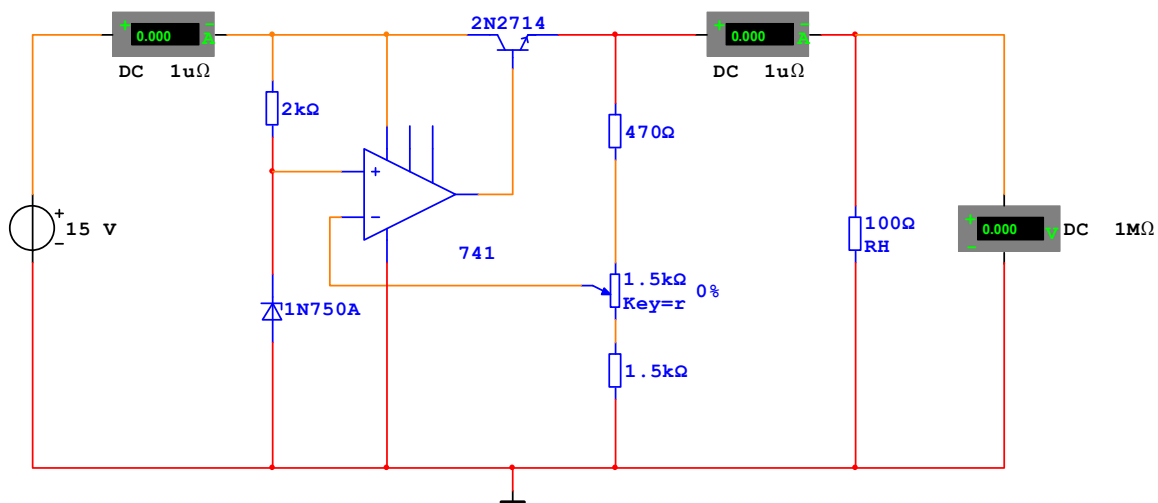 2N2714
+ 0.000 − A
+ 0.000 − A
DC 1uΩ
DC 1uΩ
2kΩ
470Ω
+
−
+ 15 V
−
741
100Ω
RH
+ 0.000 V
−
DC 1MΩ
1.5kΩ
Key=r
0%
1N750A
1.5kΩ